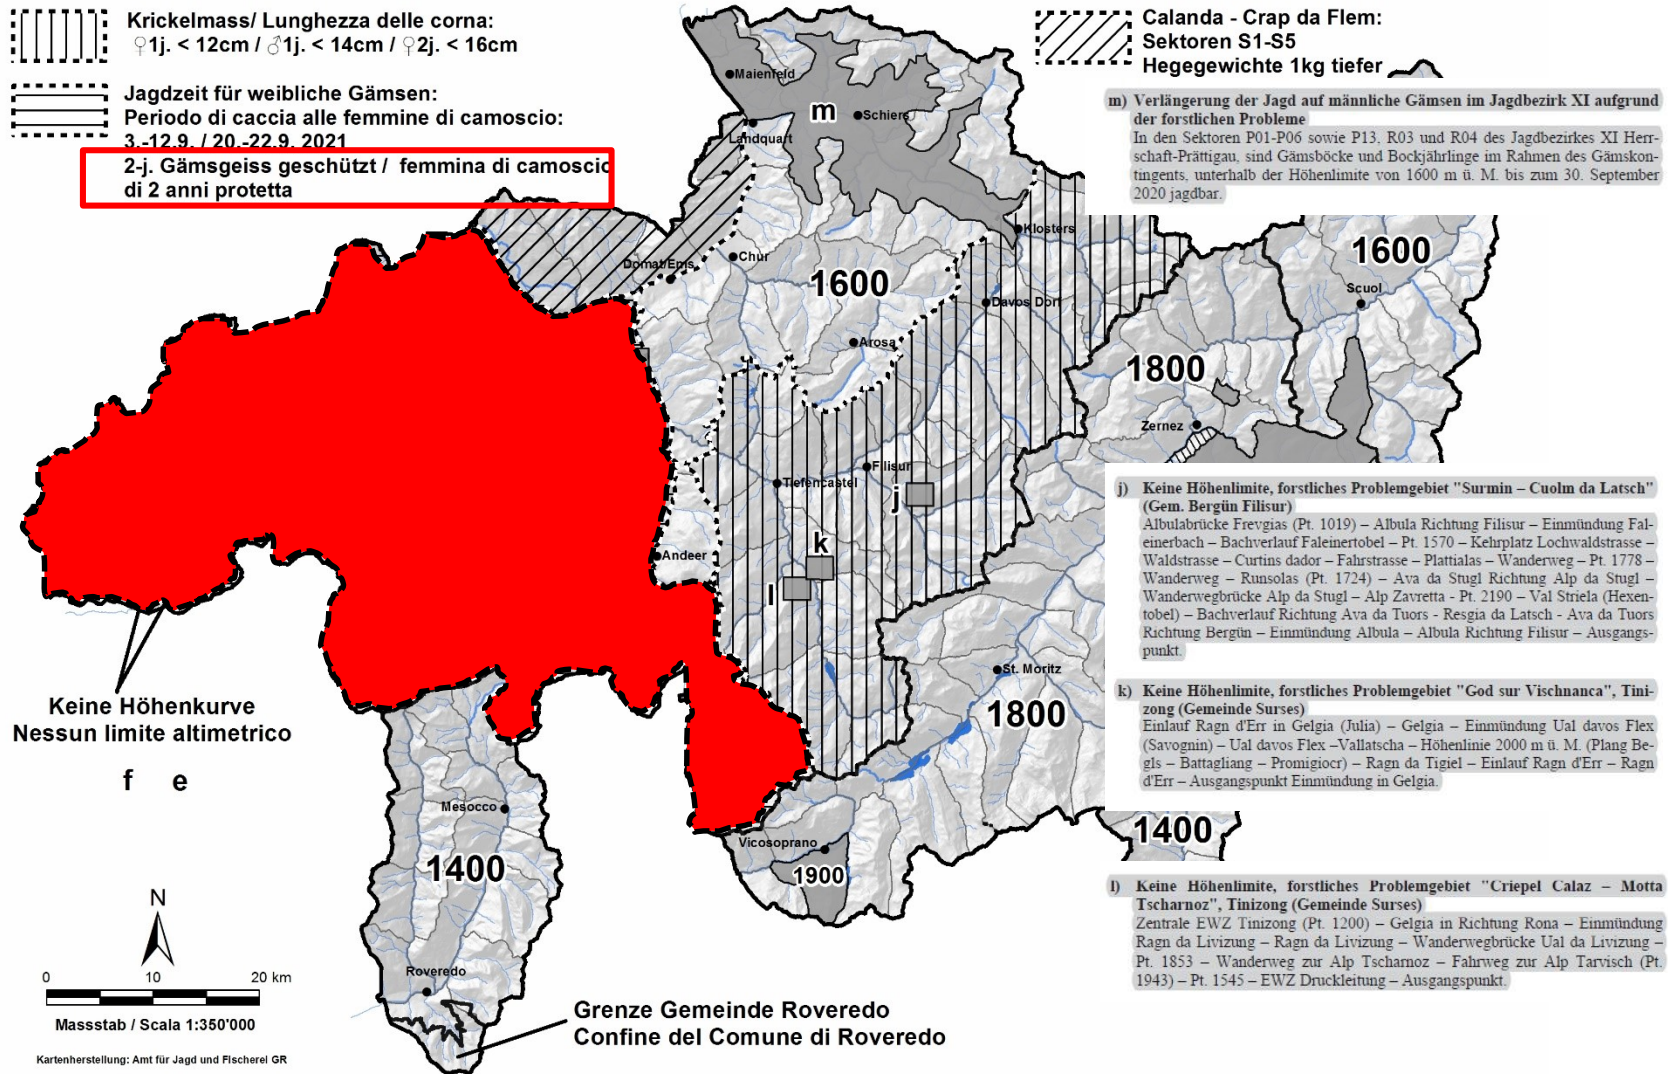 Krickelmass/ Lunghezza delle corna:
♀1j. < 12cm / ♂1j. < 14cm / ♀2j. < 16cm
Jagdzeit für weibliche Gämsen:
Periodo di caccia alle femmine di camoscio:
3.-12.9. / 20.-22.9. 2021
2-j. Gämsgeiss geschützt / femmina di camoscio
di 2 anni protetta
Calanda - Crap da Flem:
Sektoren S1-S5
Hegegewichte 1kg tiefer
m) Verlängerung der Jagd auf männliche Gämsen im Jagdbezirk XI aufgrund
der forstlichen Probleme
In den Sektoren P01-P06 sowie P13, R03 und R04 des Jagdbezirkes XI Herr-
schaft-Prättigau, sind Gämsböcke und Bockjährlinge im Rahmen des Gämskon-
tingents, unterhalb der Höhenlimite von 1600 m ü. M. bis zum 30. September
2020 jagdbar.
Maienfeld
m
Schiers
Landquart
Klosters
Domat/Ems
Chur
1600
1600
Scuol
Davos Dorf
Arosa
1800
Zernez
Filisur
Tiefencastel
j
k
l
Andeer
j) Keine Höhenlimite, forstliches Problemgebiet "Surmin – Cuolm da Latsch"
(Gem. Bergün Filisur)
Albulabrücke Frevgias (Pt. 1019) – Albula Richtung Filisur – Einmündung Fal-
einerbach – Bachverlauf Faleinertobel – Pt. 1570 – Kehrplatz Lochwaldstrasse –
Waldstrasse – Curtins dador – Fahrstrasse – Plattialas – Wanderweg – Pt. 1778 –
Wanderweg – Runsolas (Pt. 1724) – Ava da Stugl Richtung Alp da Stugl –
Wanderwegbrücke Alp da Stugl – Alp Zavretta - Pt. 2190 – Val Striela (Hexen-
tobel) – Bachverlauf Richtung Ava da Tuors - Resgia da Latsch - Ava da Tuors
Richtung Bergün – Einmündung Albula – Albula Richtung Filisur – Ausgangs-
punkt.
k) Keine Höhenlimite, forstliches Problemgebiet "God sur Vischnanca", Tini-
zong (Gemeinde Surses)
Einlauf Ragn d'Err in Gelgia (Julia) – Gelgia – Einmündung Ual davos Flex
(Savognin) – Ual davos Flex –Vallatscha – Höhenlinie 2000 m ü. M. (Plang Be-
gls – Battagliang – Promigiocr) – Ragn da Tigiel – Einlauf Ragn d'Err – Ragn
d'Err – Ausgangspunkt Einmündung in Gelgia.
St. Moritz
1800
Keine Höhenkurve
Nessun limite altimetrico
f e
Mesocco
1400
Vicosoprano
1900
1400
l) Keine Höhenlimite, forstliches Problemgebiet "Criepel Calaz – Motta
Tscharnoz", Tinizong (Gemeinde Surses)
Zentrale EWZ Tinizong (Pt. 1200) – Gelgia in Richtung Rona – Einmündung
Ragn da Livizung – Ragn da Livizung – Wanderwegbrücke Ual da Livizung –
Pt. 1853 – Wanderweg zur Alp Tscharnoz – Fahrweg zur Alp Tarvisch (Pt.
1943) – Pt. 1545 – EWZ Druckleitung – Ausgangspunkt.
N
0 10 20 km
Massstab / Scala 1:350'000
Kartenherstellung: Amt für Jagd und Fischerei GR
Roveredo
Grenze Gemeinde Roveredo
Confine del Comune di Roveredo